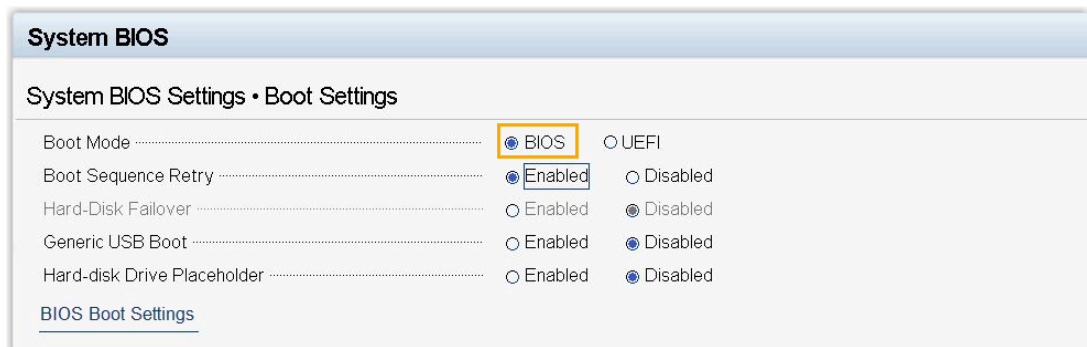 System BIOS
System BIOS Settings • Boot Settings
Boot Mode BIOS UEFI
Boot Sequence Retry Enabled Disabled
Hard-Disk Failover Enabled Disabled
Generic USB Boot Enabled Disabled
Hard-disk Drive Placeholder Enabled Disabled
BIOS Boot Settings